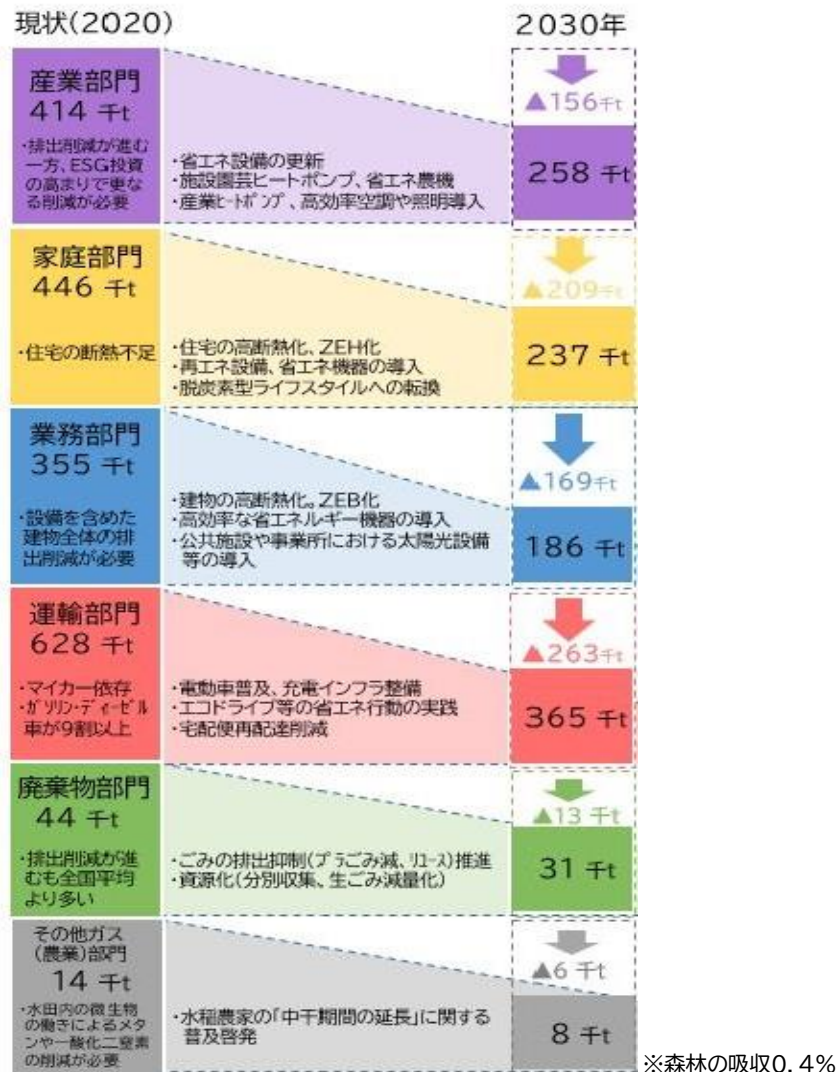 現状(2020)
2030年
産業部門
414 千t
・排出削減が進む
一方、ESG投資
の高まりで更な
る削減が必要
・省エネ設備の更新
・施設園芸ヒートポンプ、省エネ農機
・産業ヒートポンプ、高効率空調や照明導入
▲156千t
258 千t
家庭部門
446 千t
・住宅の断熱不足
・住宅の高断熱化、ZEH化
・再エネ設備、省エネ機器の導入
・脱炭素型ライフスタイルへの転換
▲209千t
237 千t
業務部門
355 千t
・設備を含めた
建物全体の排
出削減が必要
・建物の高断熱化。ZEB化
・高効率な省エネルギー機器の導入
・公共施設や事業所における太陽光設備
等の導入
▲169千t
186 千t
運輸部門
628 千t
・マイカー依存
・ガソリン・ディーゼル
車が9割以上
・電動車普及、充電インフラ整備
・エコドライブ等の省エネ行動の実践
・宅配便再配達削減
▲263千t
365 千t
廃棄物部門
44 千t
・排出削減が進
むも全国平均
より多い
・ごみの排出抑制(プラごみ減、リユース)推進
・資源化(分別収集、生ごみ減量化)
▲13 千t
31 千t
その他ガス
(農業)部門
14 千t
・水田内の微生物
の働きによるメタ
ンや一酸化二窒素
の削減が必要
・水稲農家の「中干期間の延長」に関する
普及啓発
▲6 千t
8 千t
※森林の吸収0.4%